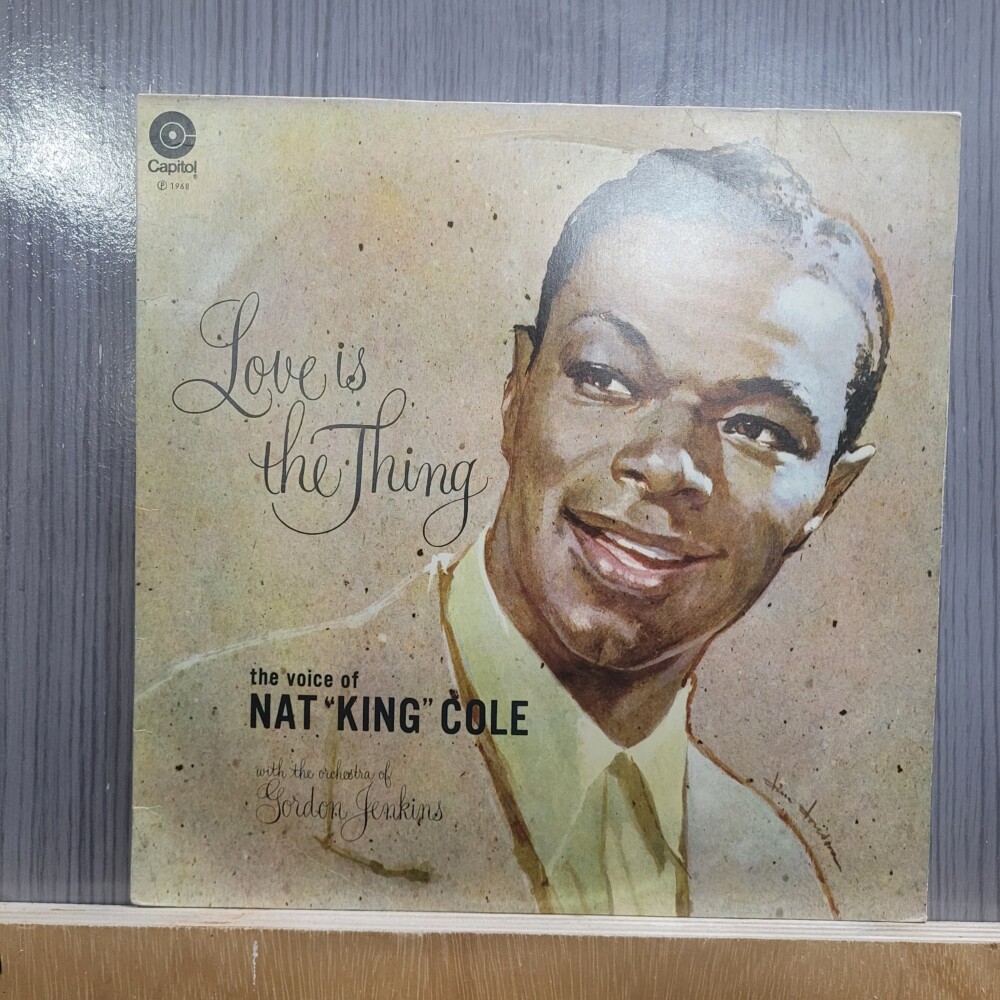 Capitol
℗ 1968
Love is
the Thing
the voice of
NAT "KING" COLE
with the orchestra of
Gordon Jenkins